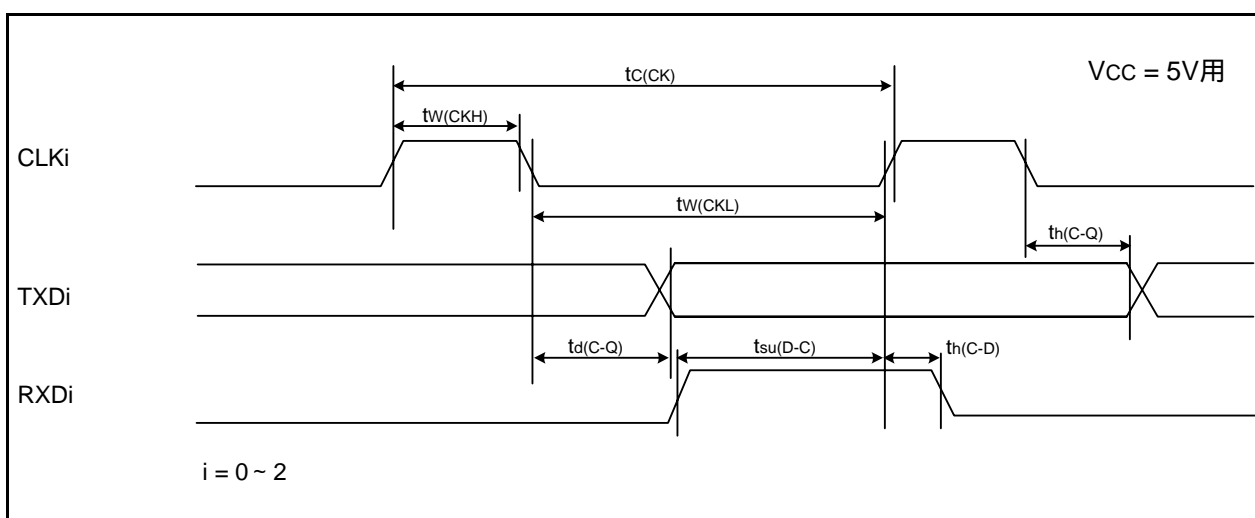 VCC = 5V用
tC(CK)
tW(CKH)
CLKi
tW(CKL)
th(C-Q)
TXDi
td(C-Q)
tsu(D-C)
th(C-D)
RXDi
i = 0 ~ 2